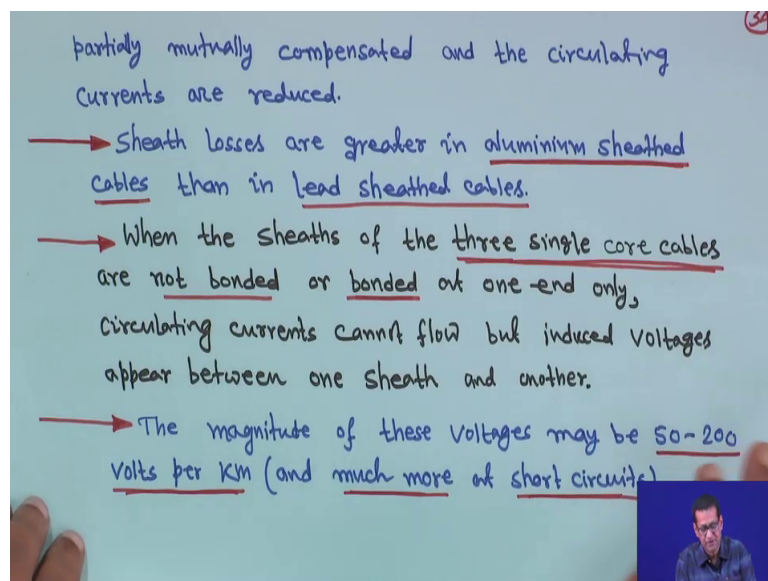 partially mutually compensated and the circulating
currents are reduced.
Sheath losses are greater in aluminium sheathed
cables than in lead sheathed cables.
When the sheaths of the three single core cables
are not bonded or bonded at one end only,
circulating currents cannot flow but induced voltages
appear between one sheath and another.
The magnitude of these voltages may be 50-200
volts per KM (and much more at short circuits)